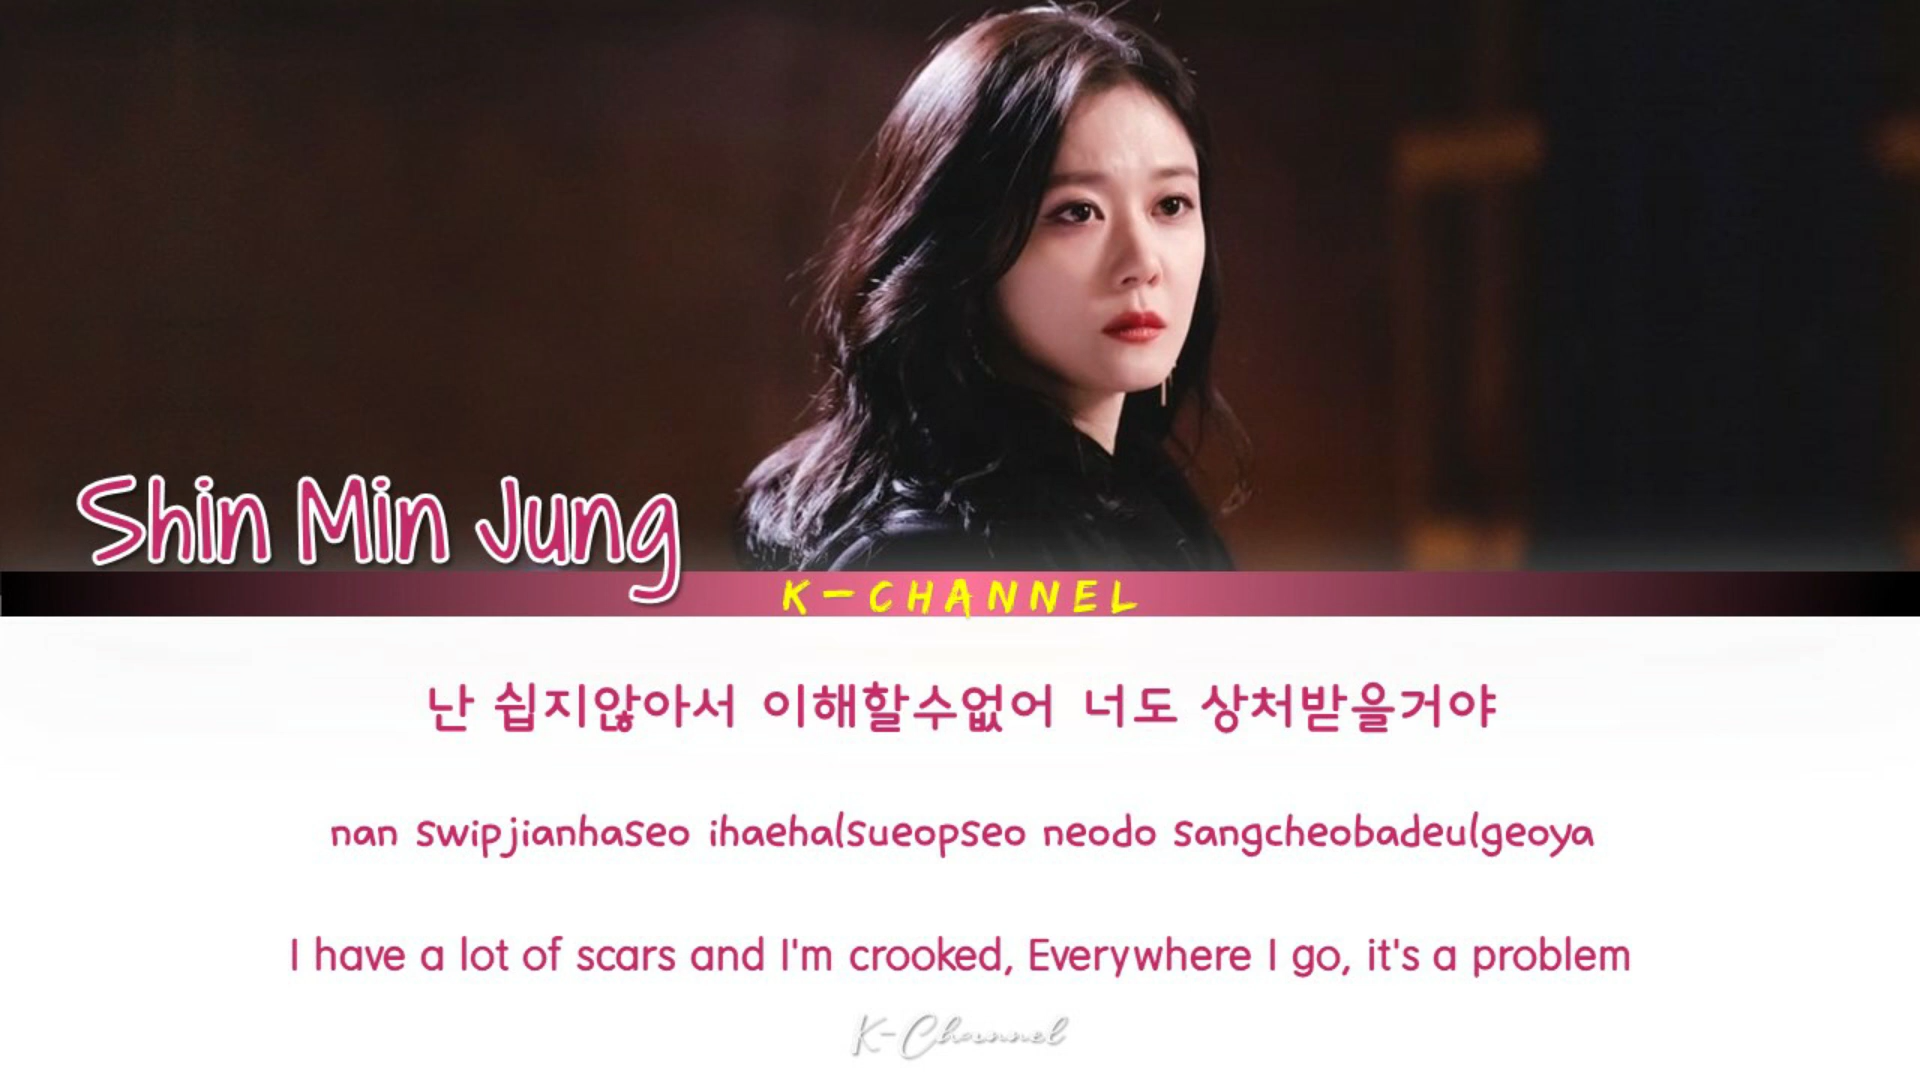 Shin Min Jung
K-CHANNEL
난 쉽지않아서 이해할수없어 너도 상처받을거야
nan swipjianhaseo ihaehalsueopseo neodo sangcheobadeulgeoya
I have a lot of scars and I'm crooked, Everywhere I go, it's a problem
K-Channel